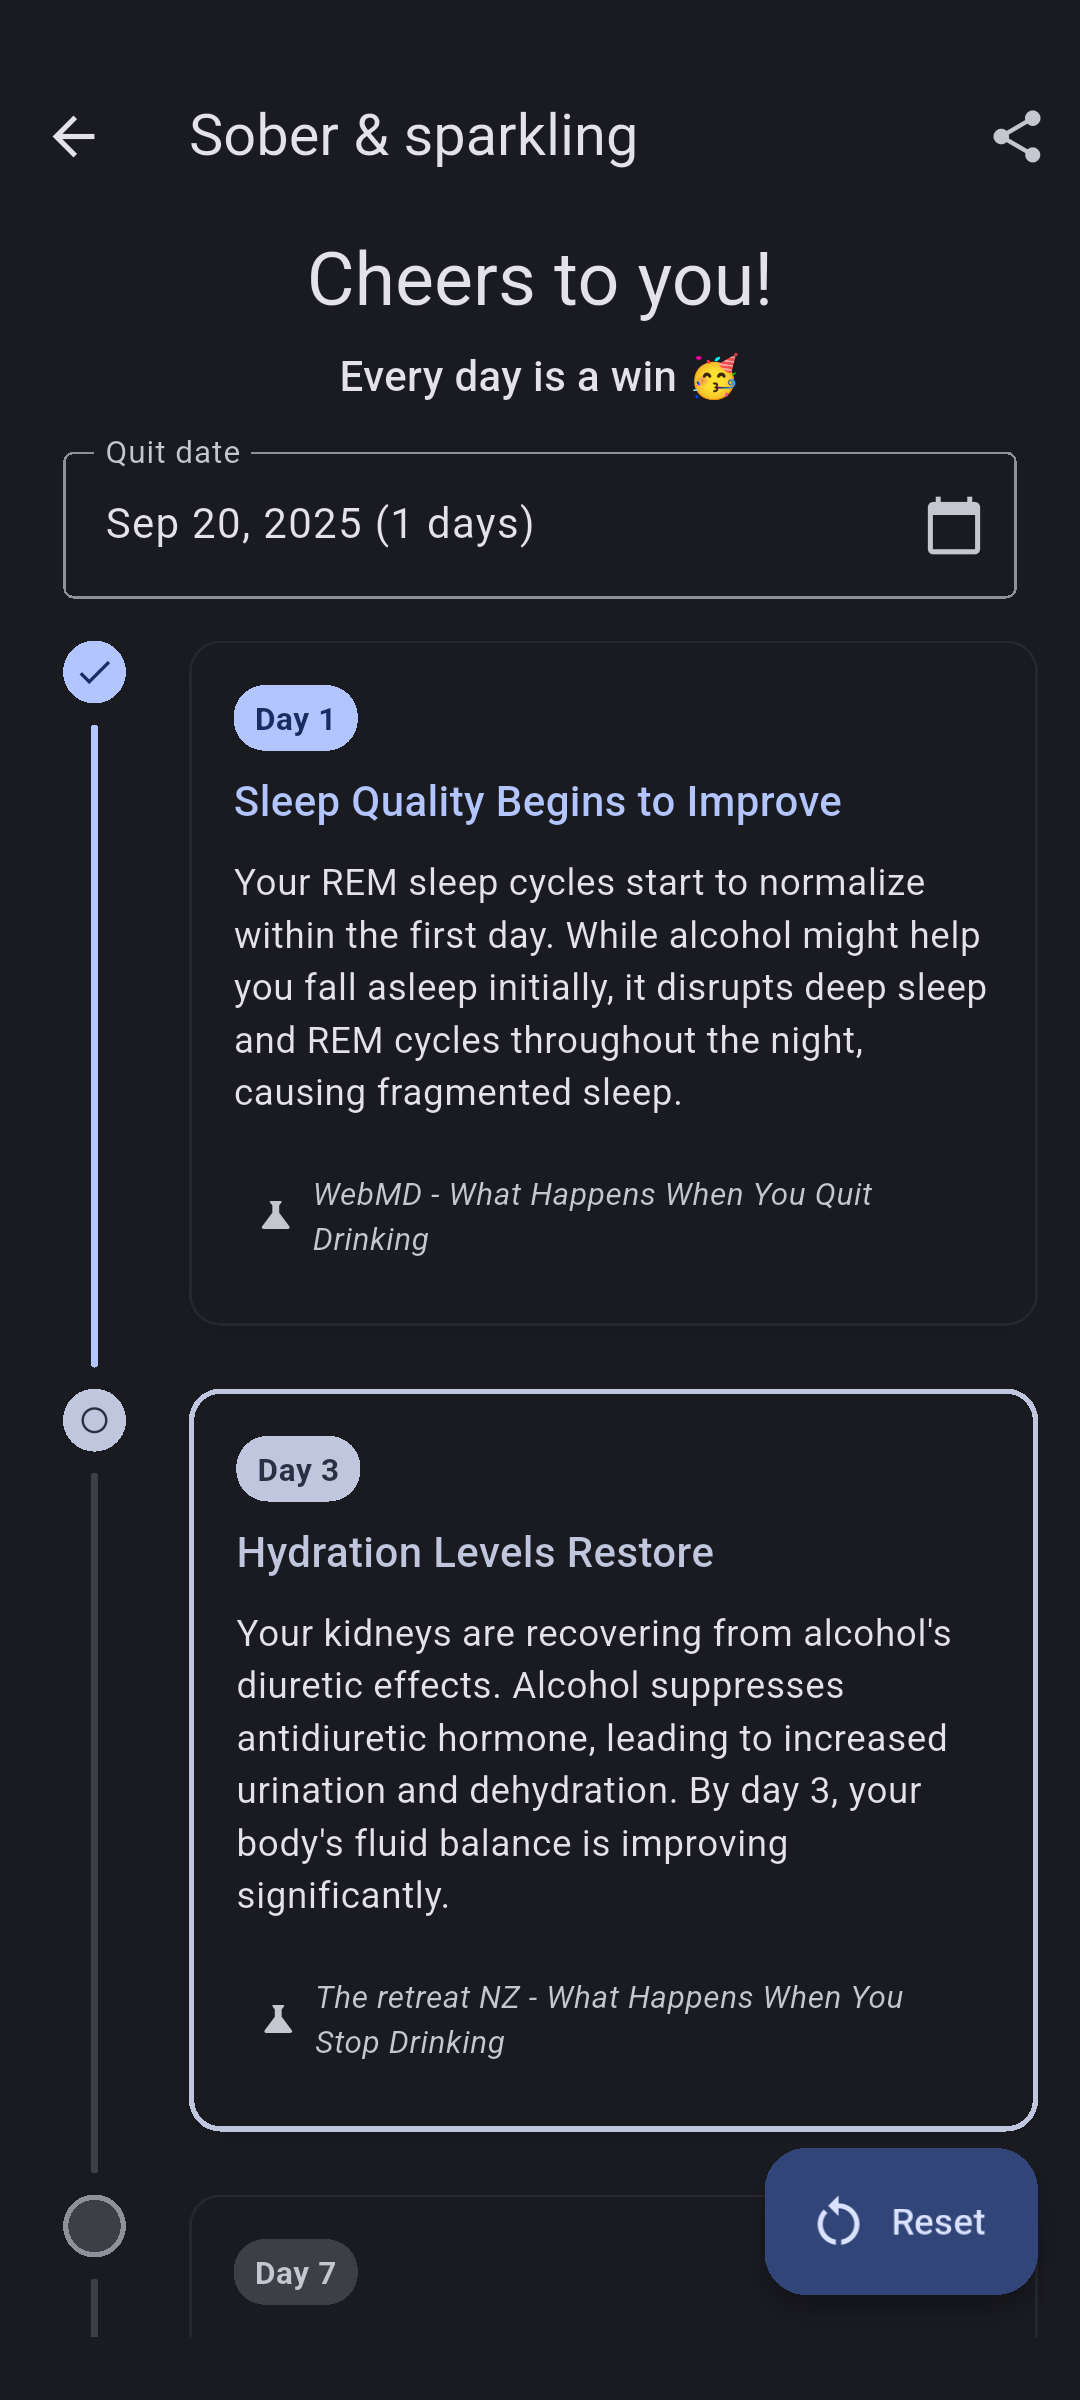 Sober & sparkling
Cheers to you!
Every day is a win 🥳
Quit date
Sep 20, 2025 (1 days)
Day 1
Sleep Quality Begins to Improve
Your REM sleep cycles start to normalize
within the first day. While alcohol might help
you fall asleep initially, it disrupts deep sleep
and REM cycles throughout the night,
causing fragmented sleep.
WebMD - What Happens When You Quit
Drinking
Day 3
Hydration Levels Restore
Your kidneys are recovering from alcohol's
diuretic effects. Alcohol suppresses
antidiuretic hormone, leading to increased
urination and dehydration. By day 3, your
body's fluid balance is improving
significantly.
The retreat NZ - What Happens When You
Stop Drinking
Reset
Day 7